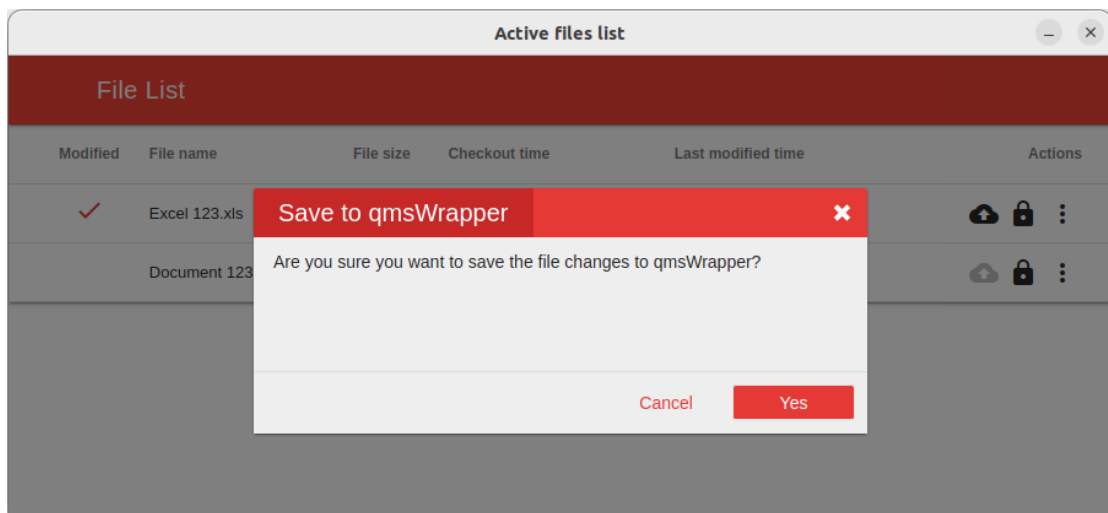 Active files list
File List
Modified File name File size Checkout time Last modified time Actions
Excel 123.xls
Save to qmsWrapper
Document 123
Are you sure you want to save the file changes to qmsWrapper?
Cancel Yes